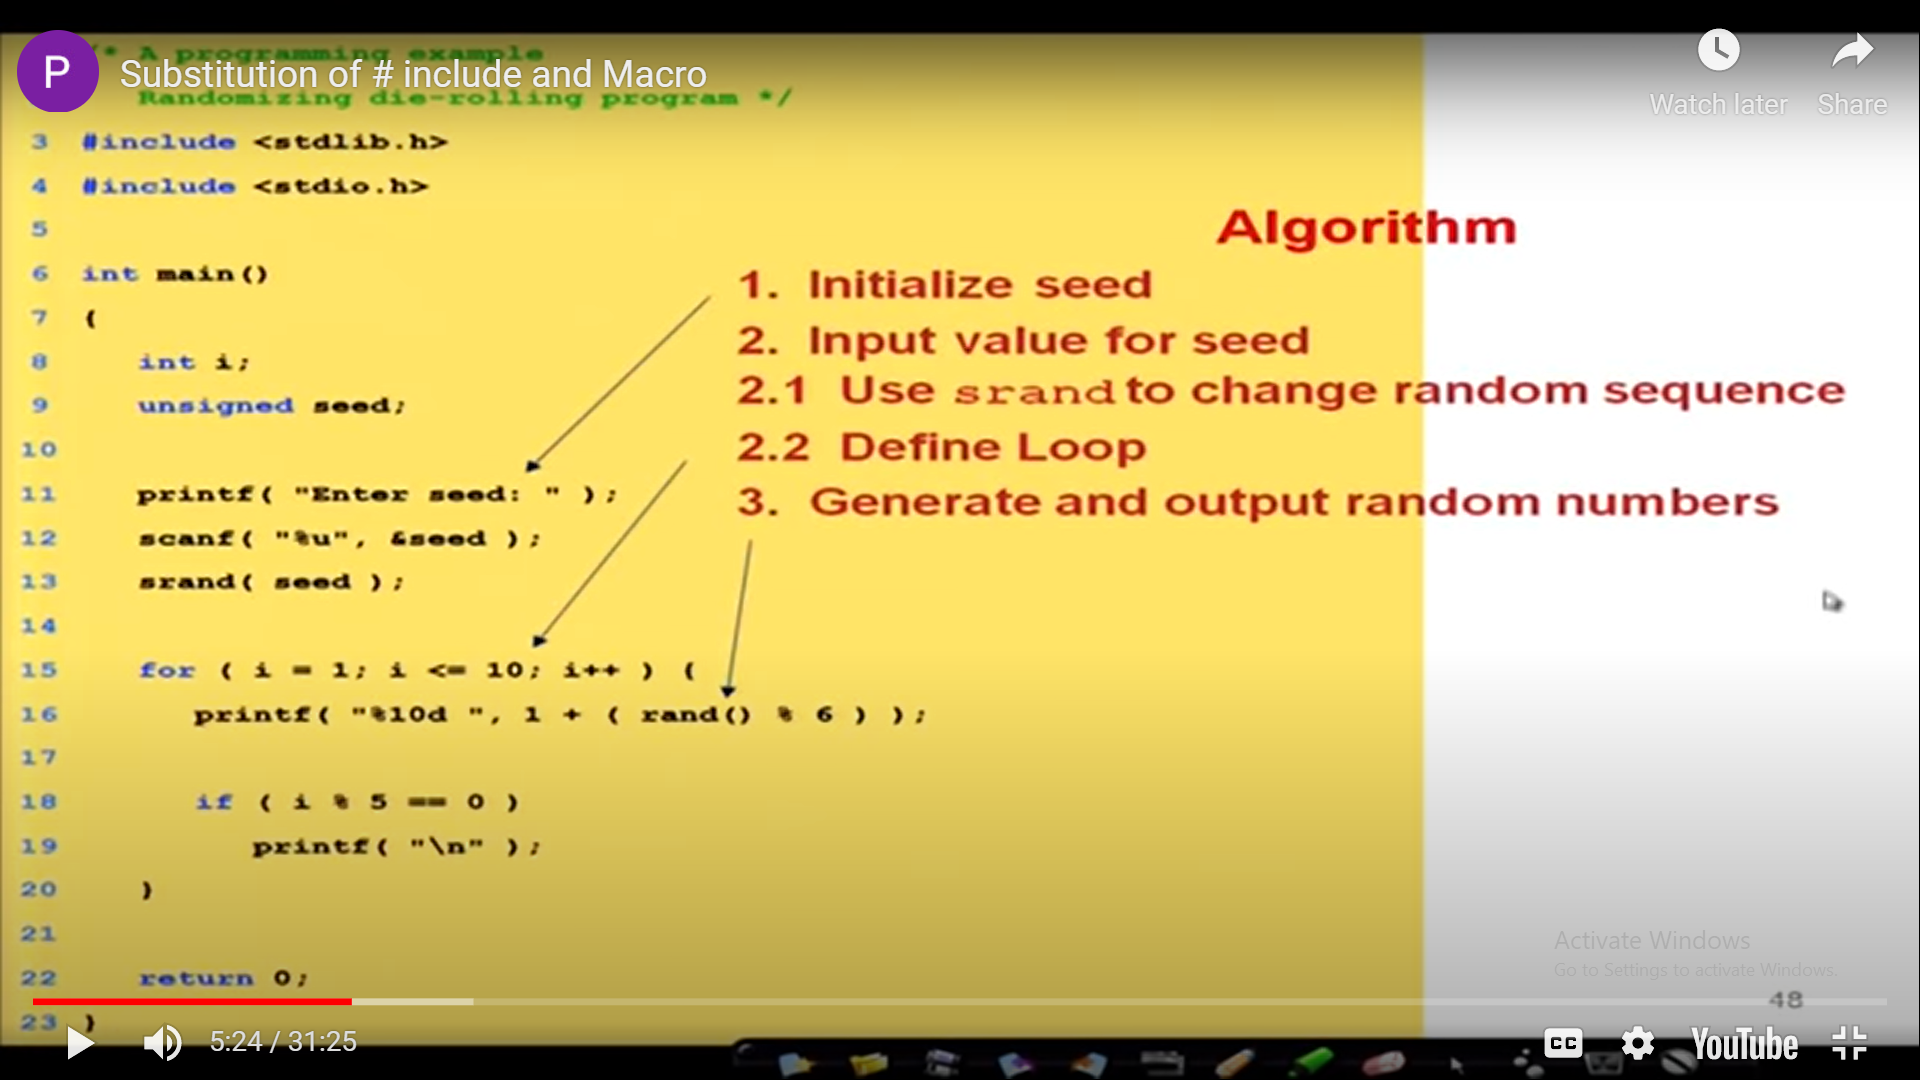 P
Substitution of # include and Macro
Watch later
Share
/* A programming example
Randomizing die-rolling program */
3 #include <stdlib.h>
4 #include <stdio.h>
5
6 int main()
7 {
8 int i;
9 unsigned seed;
10
11 printf( "Enter seed: " );
12 scanf( "%u", &seed );
13 srand( seed );
14
15 for ( i = 1; i <= 10; i++ ) {
16 printf( "%10d ", 1 + ( rand() % 6 ) );
17
18 if ( i % 5 == 0 )
19 printf( "\n" );
20 }
21
22 return 0;
23 }
Algorithm
1. Initialize seed
2. Input value for seed
2.1 Use srand to change random sequence
2.2 Define Loop
3. Generate and output random numbers
Activate Windows
Go to Settings to activate Windows.
48
5:24 / 31:25
CC
YouTube